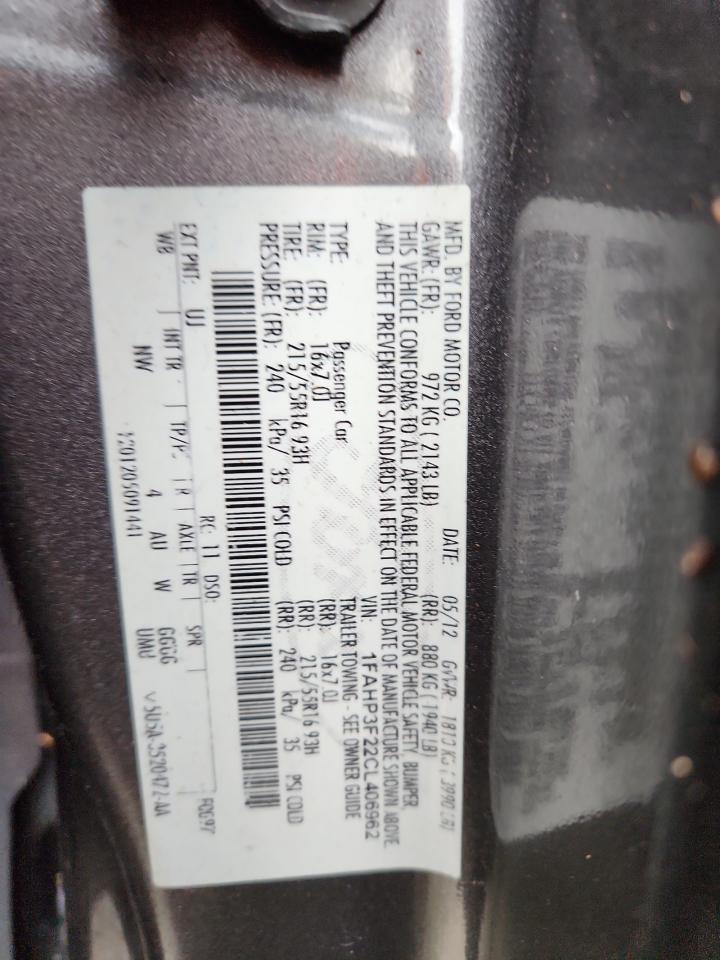 MFD. BY FORD MOTOR CO. DATE: 05/12 GVWR: 1810 KG ( 3990 LB)
GAWR: (FR): 972 KG ( 2143 LB) (RR): 880 KG ( 1940 LB)
THIS VEHICLE CONFORMS TO ALL APPLICABLE FEDERAL MOTOR VEHICLE SAFETY, BUMPER,
AND THEFT PREVENTION STANDARDS IN EFFECT ON THE DATE OF MANUFACTURE SHOWN ABOVE.
VIN: 1FAHP3F22CL406962
TYPE: Passenger Car TRAILER TOWING - SEE OWNER GUIDE
RIM: (FR): 16x7.0J (RR): 16x7.0J
TIRE: (FR): 215/55R16 93H (RR): 215/55R16 93H
PRESSURE: (FR): 240 kPa/ 35 PSI COLD (RR): 240 kPa/ 35 PSI COLD
EXT PNT: UJ RC: 11 DSO: F0G97
WB INT TR TP/P R AXLE TR SPR
NW 4 AU W GGGG UMU